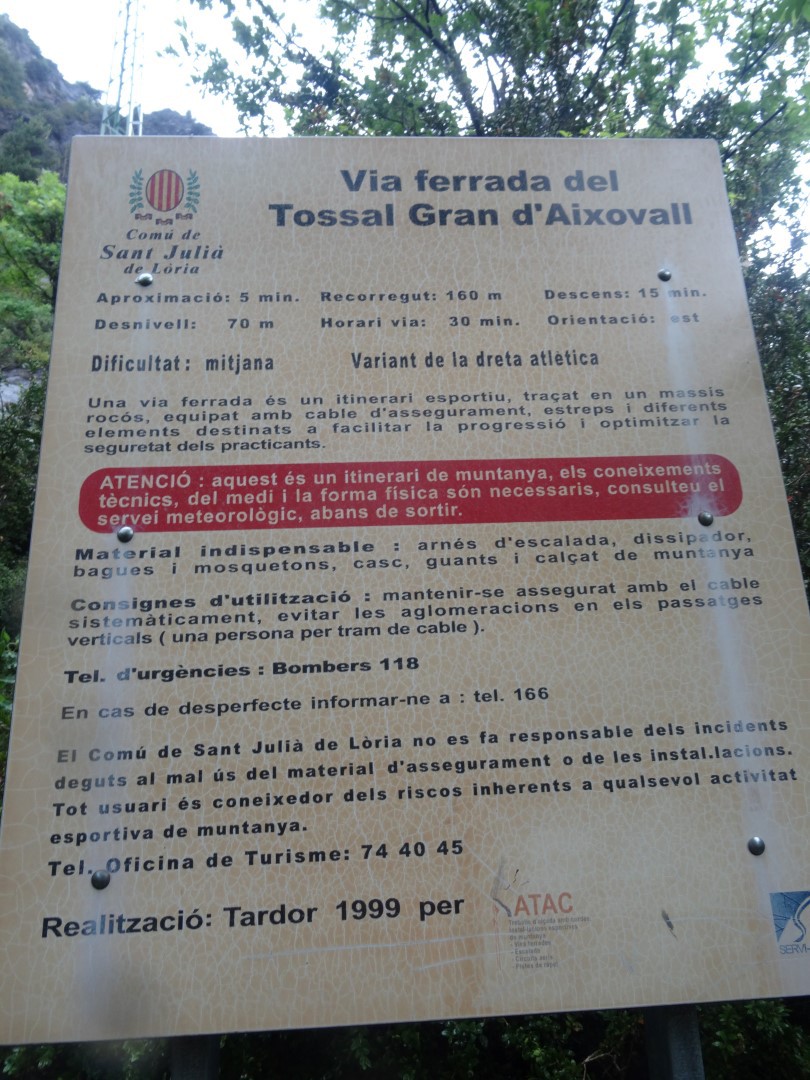 Via ferrada del
Tossal Gran d'Aixovall
Comú de
Sant Julià
de Lòria
Aproximació: 5 min. Recorregut: 160 m Descens: 15 min.
Desnivell: 70 m Horari via: 30 min. Orientació: est
Dificultat: mitjana Variant de la dreta atlètica
Una via ferrada és un itinerari esportiu, traçat en un massis
rocós, equipat amb cable d'assegurament, estreps i diferents
elements destinats a facilitar la progressió i optimitzar la
seguretat dels practicants.
ATENCIÓ : aquest és un itinerari de muntanya, els coneixements
tècnics, del medi i la forma física són necessaris, consulteu el
servei meteorològic, abans de sortir.
Material indispensable : arnés d'escalada, dissipador,
bagues i mosquetons, casc, guants i calçat de muntanya
Consignes d'utilització : mantenir-se assegurat amb el cable
sistemàticament, evitar les aglomeracions en els passatges
verticals ( una persona per tram de cable ).
Tel. d'urgències : Bombers 118
En cas de desperfecte informar-ne a : tel. 166
El Comú de Sant Julià de Lòria no es fa responsable dels incidents
deguts al mal ús del material d'assegurament o de les instal.lacions.
Tot usuari és coneixedor dels riscos inherents a qualsevol activitat
esportiva de muntanya.
Tel. Oficina de Turisme: 74 40 45
Realització: Tardor 1999 per
ATAC
de muntanya
- Vies ferrades
- Escalada
SERVI